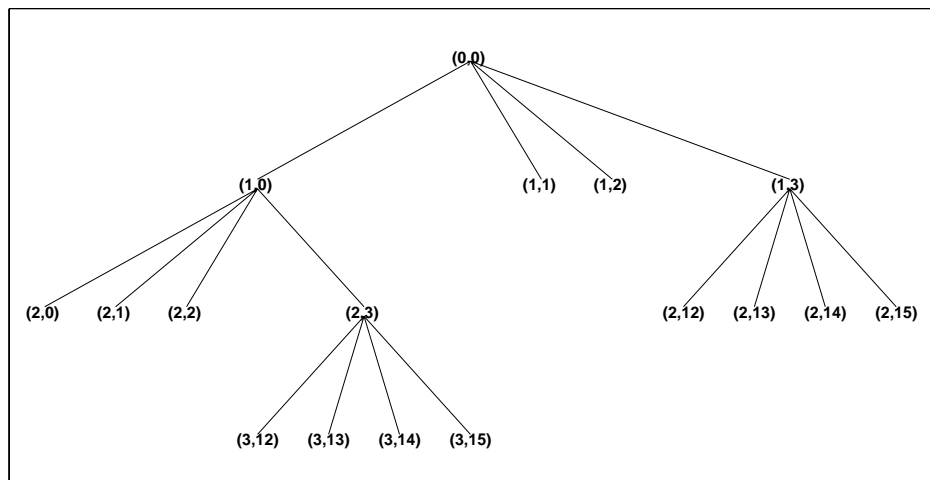 (0,0)
(1,0) (1,1) (1,2) (1,3)
(2,0) (2,1) (2,2) (2,3) (2,12) (2,13) (2,14) (2,15)
(3,12) (3,13) (3,14) (3,15)